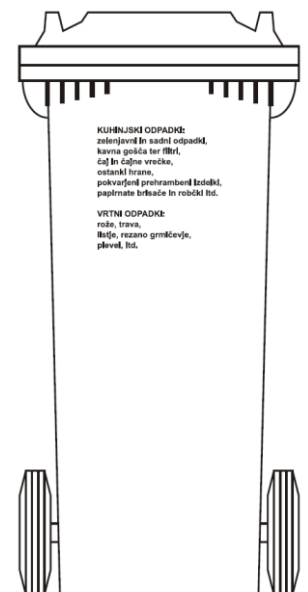 KUHINJSKI ODPADKI:
zelenjavni in sadni odpadki,
kavna gošča ter filtri,
čaj in čajne vrečke,
ostanki hrane,
pokvarjeni prehrambeni izdelki,
papirnate brisače in robčki itd.
VRTNI ODPADKI:
rože, trava,
listje, rezano grmičevje,
plevel, itd.